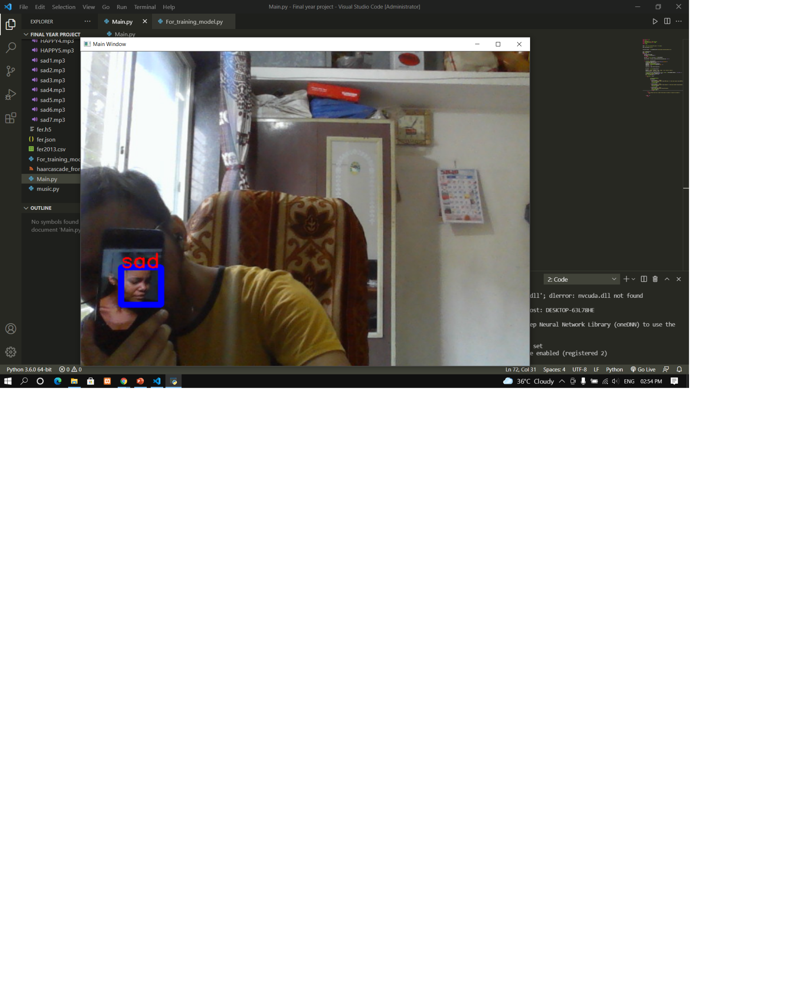 File Edit Selection View Go Run Terminal Help
Main.py - Final year project - Visual Studio Code [Administrator]
EXPLORER
Main.py
For_training_model.py
FINAL YEAR PROJECT
Main.py
HAPPY4.mp3
HAPPY5.mp3
sad1.mp3
sad2.mp3
sad3.mp3
sad4.mp3
sad5.mp3
sad6.mp3
sad7.mp3
fer.h5
fer.json
fer2013.csv
For_training_moc
haarcascade_fror
Main.py
music.py
OUTLINE
No symbols found
document 'Main.py
Main Window
sad
2: Code
dll'; dlerror: nvcuda.dll not found
ost: DESKTOP-63L78HE
ep Neural Network Library (oneDNN) to use the
set
e enabled (registered 2)
Python 3.6.0 64-bit 0 0
Ln 72, Col 31 Spaces: 4 UTF-8 LF Python Go Live
36°C Cloudy ENG 02:54 PM